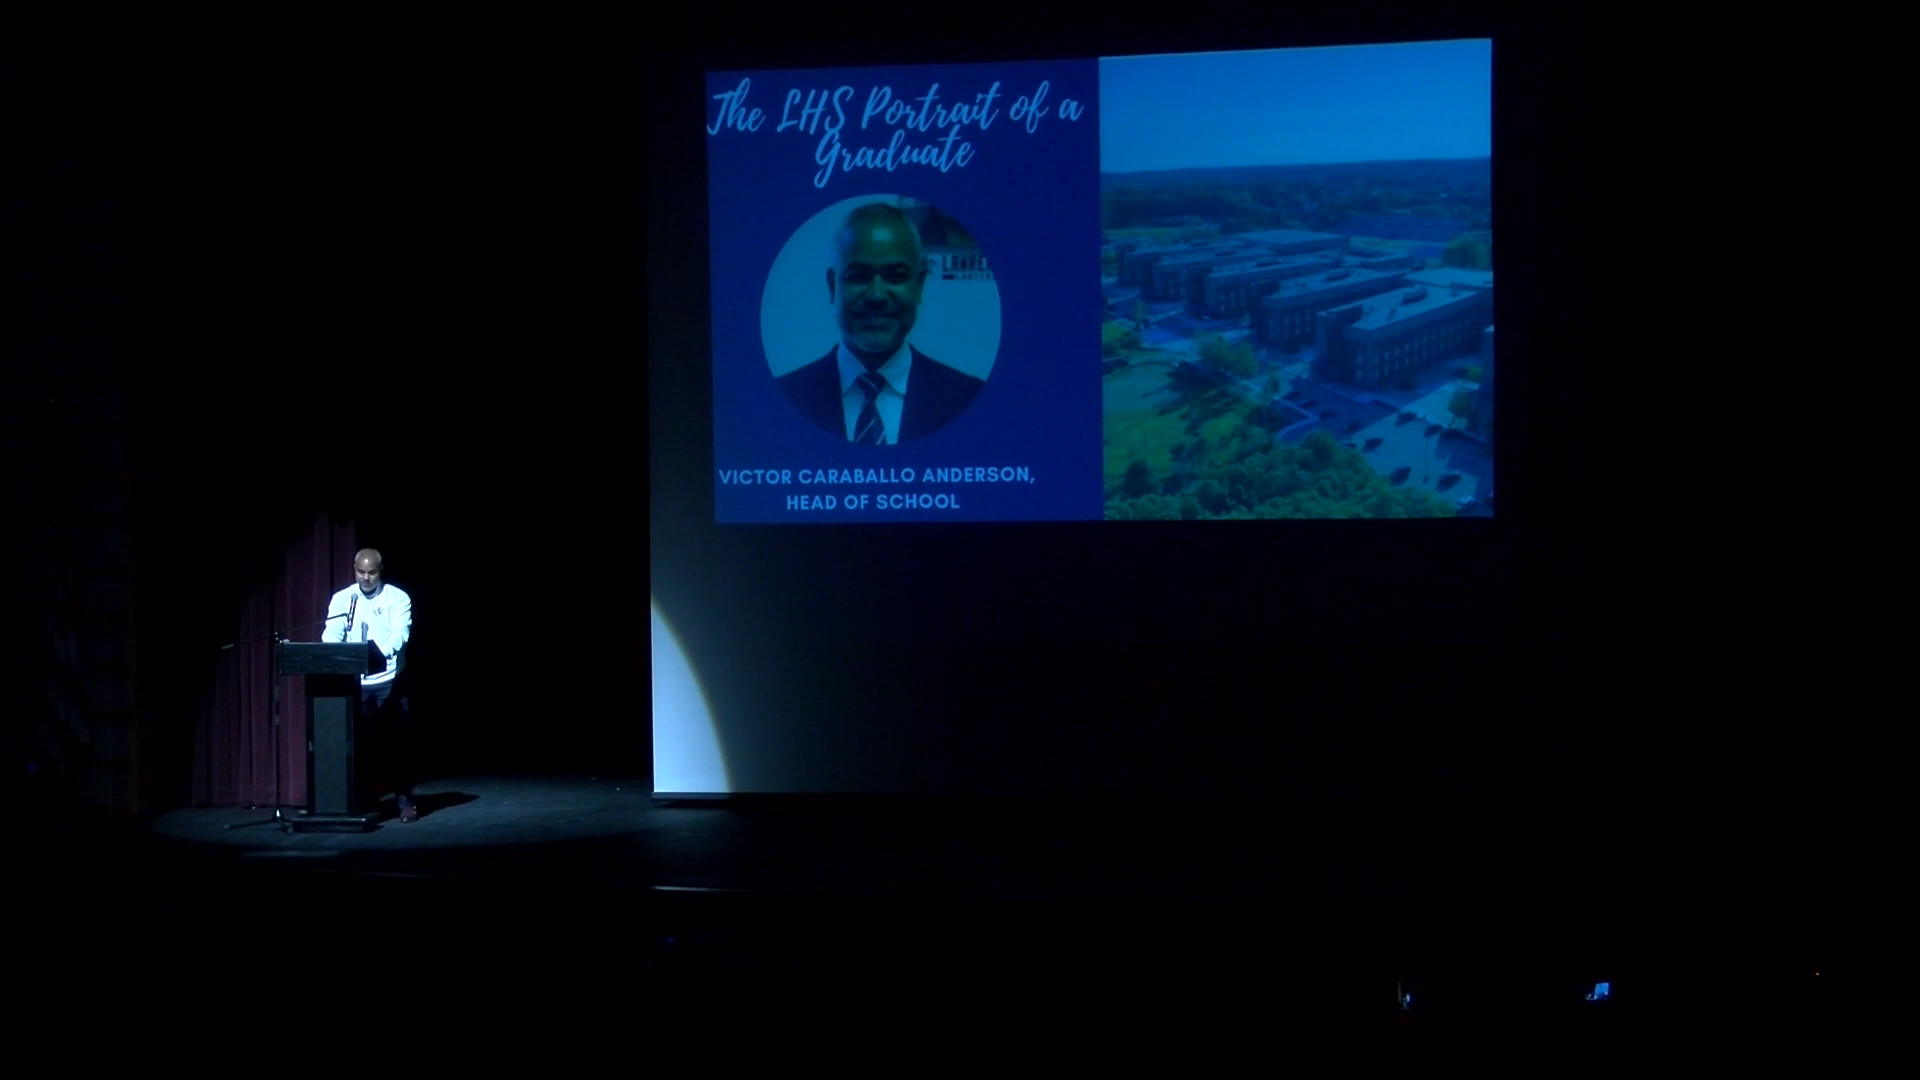 The LHS Portrait of a
Graduate
VICTOR CARABALLO ANDERSON,
HEAD OF SCHOOL